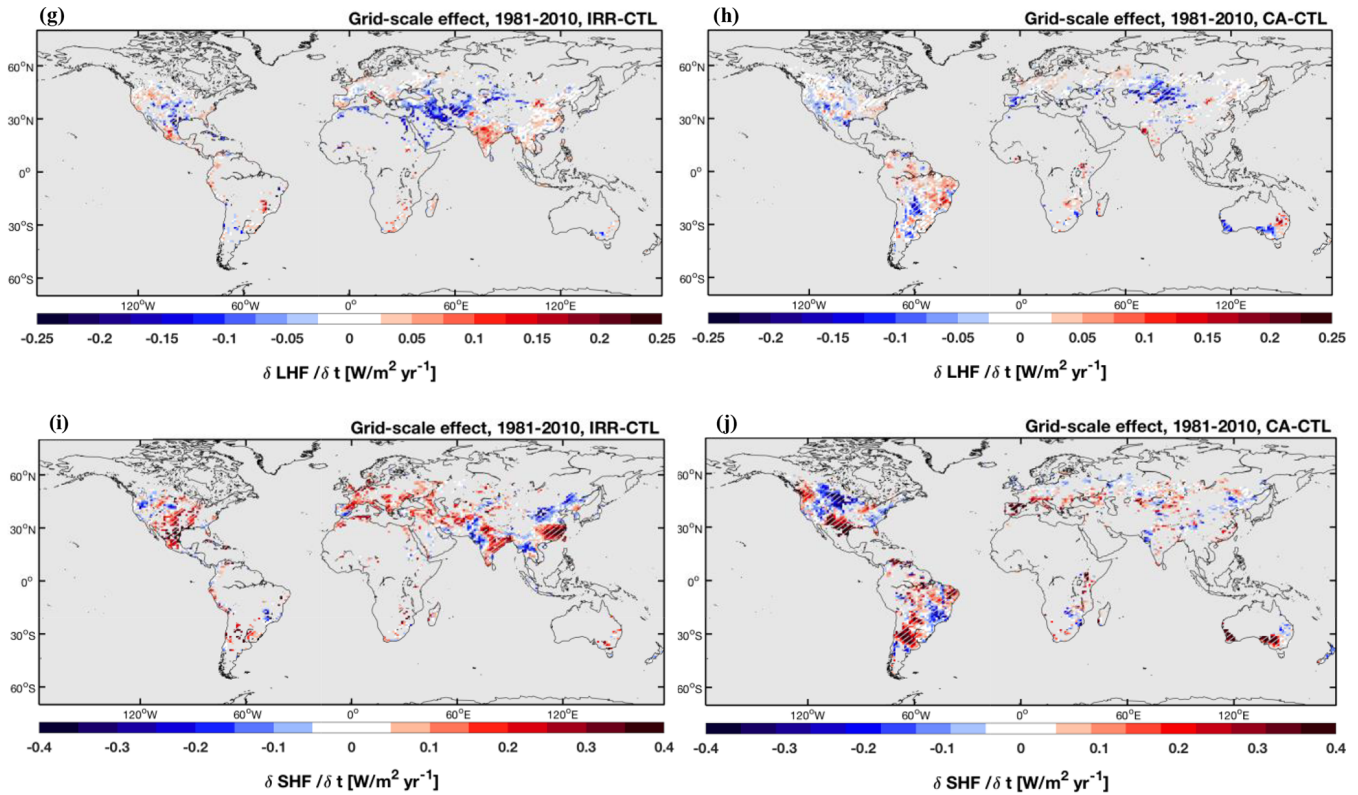 (g)
Grid-scale effect, 1981-2010, IRR-CTL
60°N
30°N
0°
30°S
60°S
120°W 60°W 0° 60°E 120°E
-0.25 -0.2 -0.15 -0.1 -0.05 0 0.05 0.1 0.15 0.2 0.25
δ LHF /δ t [W/m² yr⁻¹]
(h)
Grid-scale effect, 1981-2010, CA-CTL
60°N
30°N
0°
30°S
60°S
120°W 60°W 0° 60°E 120°E
-0.25 -0.2 -0.15 -0.1 -0.05 0 0.05 0.1 0.15 0.2 0.25
δ LHF /δ t [W/m² yr⁻¹]
(i)
Grid-scale effect, 1981-2010, IRR-CTL
60°N
30°N
0°
30°S
60°S
120°W 60°W 0° 60°E 120°E
-0.4 -0.3 -0.2 -0.1 0 0.1 0.2 0.3 0.4
δ SHF /δ t [W/m² yr⁻¹]
(j)
Grid-scale effect, 1981-2010, CA-CTL
60°N
30°N
0°
30°S
60°S
120°W 60°W 0° 60°E 120°E
-0.4 -0.3 -0.2 -0.1 0 0.1 0.2 0.3 0.4
δ SHF /δ t [W/m² yr⁻¹]